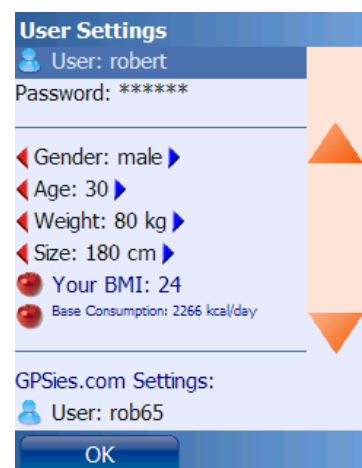 User Settings
User: robert
Password: ******
Gender: male
Age: 30
Weight: 80 kg
Size: 180 cm
Your BMI: 24
Base Consumption: 2266 kcal/day
GPSies.com Settings:
User: rob65
OK